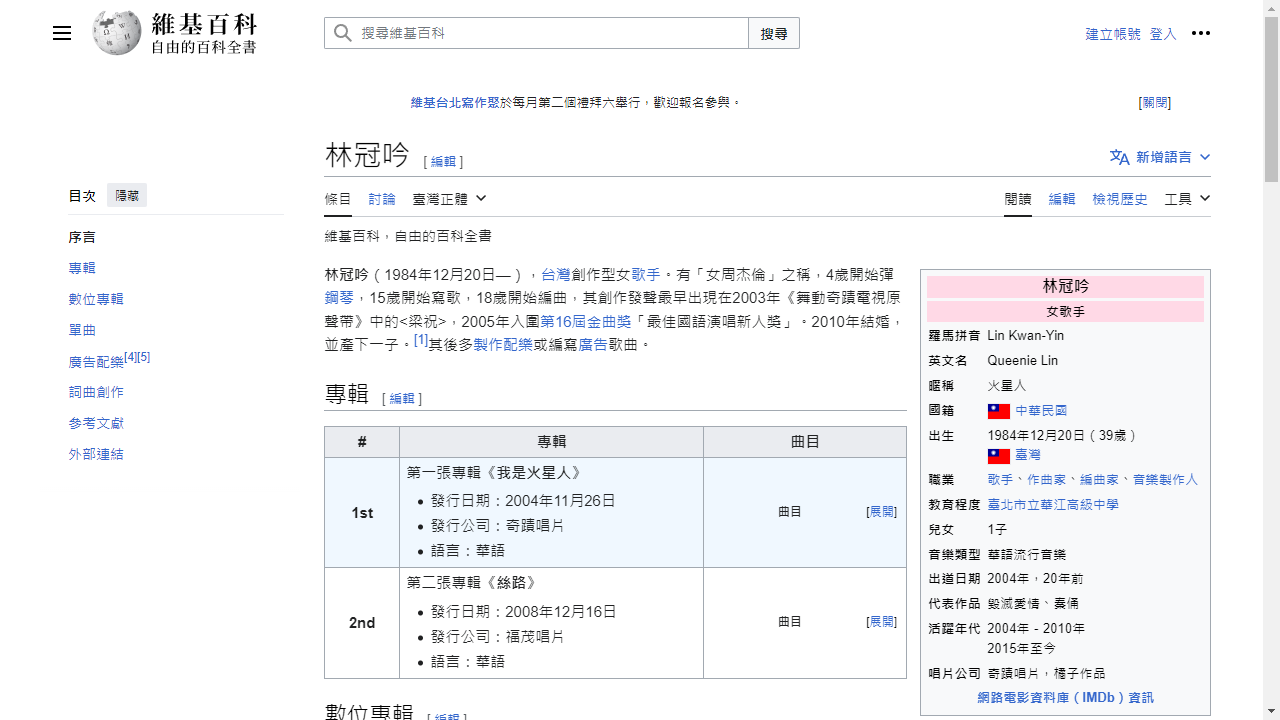 維基百科
自由的百科全書
搜尋維基百科
搜尋
建立帳號 登入
維基台北寫作聚於每月第二個禮拜六舉行，歡迎報名參與。
[關閉]
目次 隱藏
序言
專輯
數位專輯
單曲
廣告配樂[4][5]
詞曲創作
參考文獻
外部連結
林冠吟 [ 編輯 ]
新增語言
條目 討論 臺灣正體
閱讀 編輯 檢視歷史 工具
維基百科，自由的百科全書
林冠吟（1984年12月20日—），台灣創作型女歌手。有「女周杰倫」之稱，4歲開始彈
鋼琴，15歲開始寫歌，18歲開始編曲，其創作發聲最早出現在2003年《舞動奇蹟電視原
聲帶》中的<梁祝>，2005年入圍第16屆金曲獎「最佳國語演唱新人獎」。2010年結婚，
並產下一子。[1]其後多製作配樂或編寫廣告歌曲。
專輯 [ 編輯 ]
# 專輯 曲目
第一張專輯《我是火星人》
發行日期：2004年11月26日
1st 曲目 [展開]
發行公司：奇蹟唱片
語言：華語
第二張專輯《絲路》
發行日期：2008年12月16日
2nd 曲目 [展開]
發行公司：福茂唱片
語言：華語
數位專輯 [ 編輯 ]
林冠吟
女歌手
羅馬拼音 Lin Kwan-Yin
英文名 Queenie Lin
暱稱 火星人
國籍 中華民國
出生 1984年12月20日（39歲）
臺灣
職業 歌手、作曲家、編曲家、音樂製作人
教育程度 臺北市立華江高級中學
兒女 1子
音樂類型 華語流行音樂
出道日期 2004年，20年前
代表作品 毀滅愛情、囊俑
活躍年代 2004年 - 2010年
2015年至今
唱片公司 奇蹟唱片，橘子作品
網路電影資料庫（IMDb）資訊